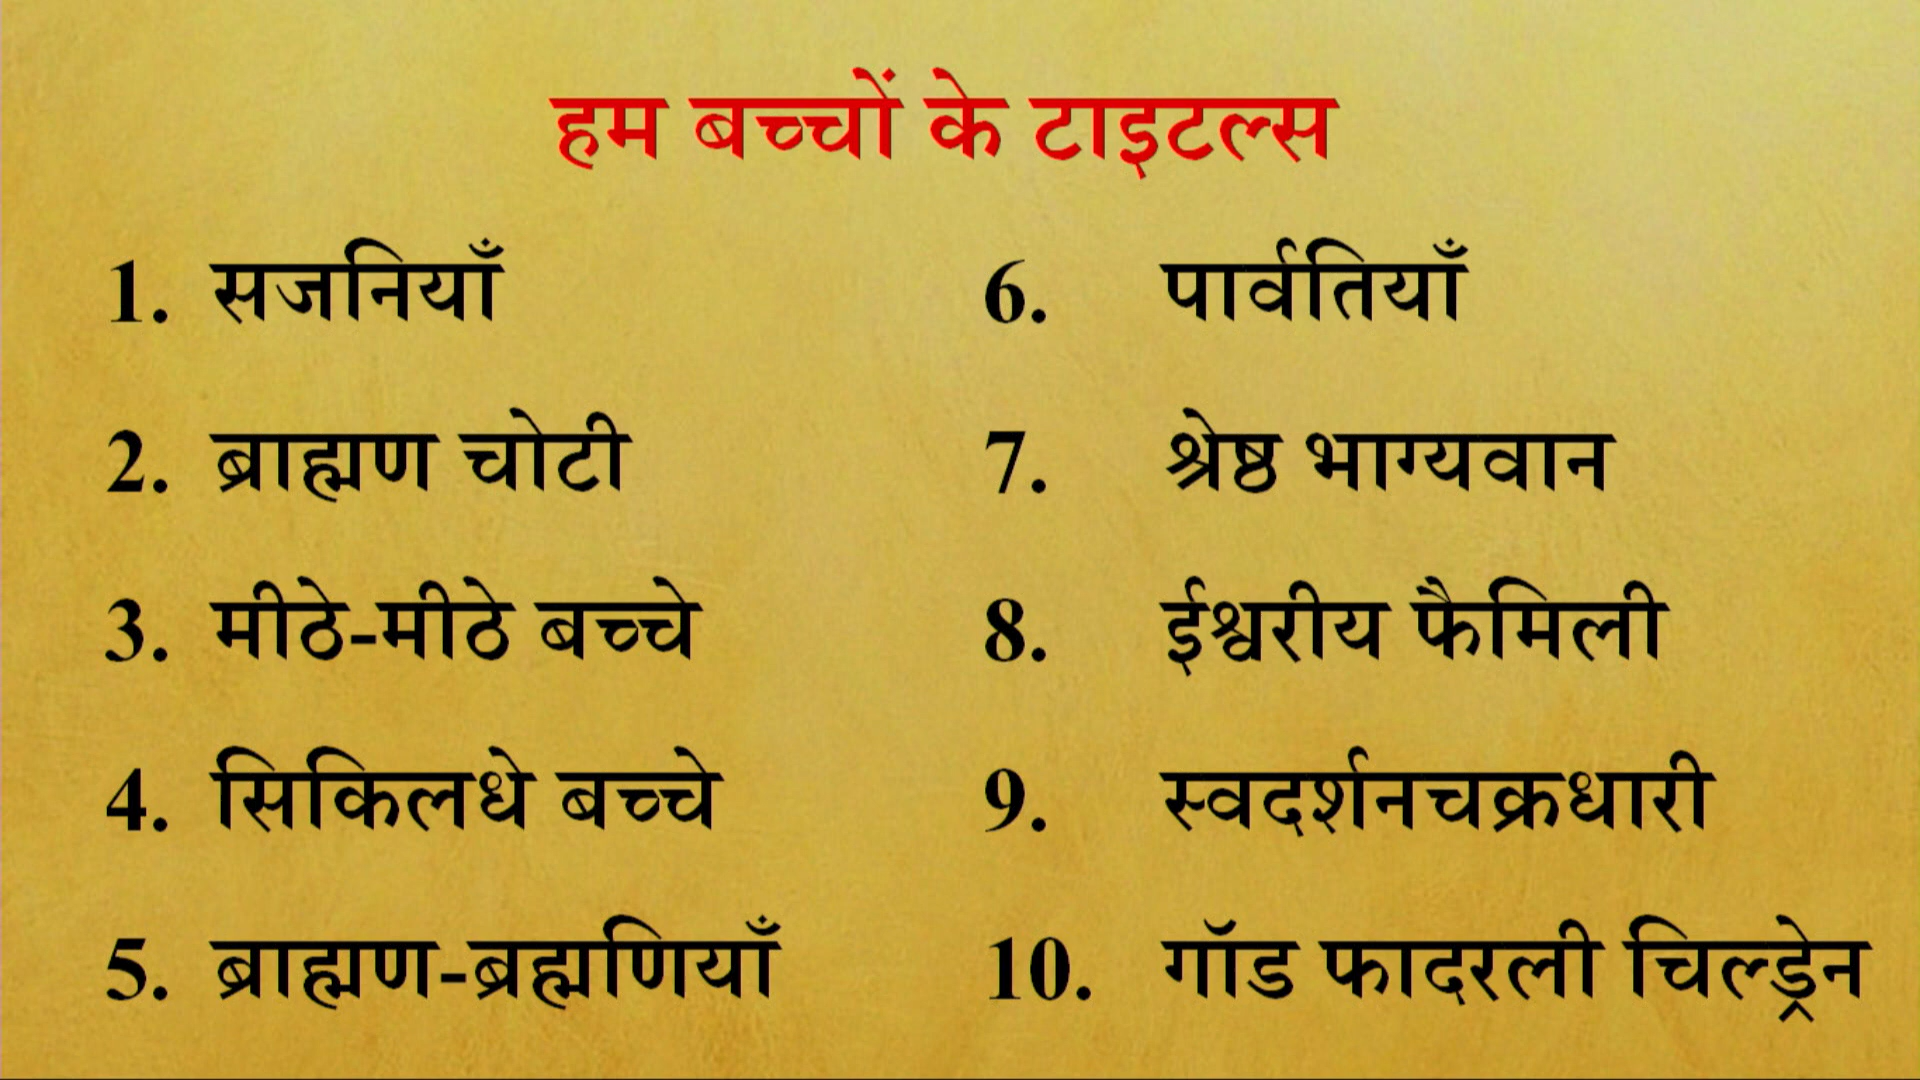 हम बच्चों के टाइटल्स
1. सजनियाँ
2. ब्राह्मण चोटी
3. मीठे-मीठे बच्चे
4. सिकिलधे बच्चे
5. ब्राह्मण-ब्रह्मणियाँ
6. पार्वतियाँ
7. श्रेष्ठ भाग्यवान
8. ईश्वरीय फैमिली
9. स्वदर्शनचक्रधारी
10. गॉड फादरली चिल्ड्रेन